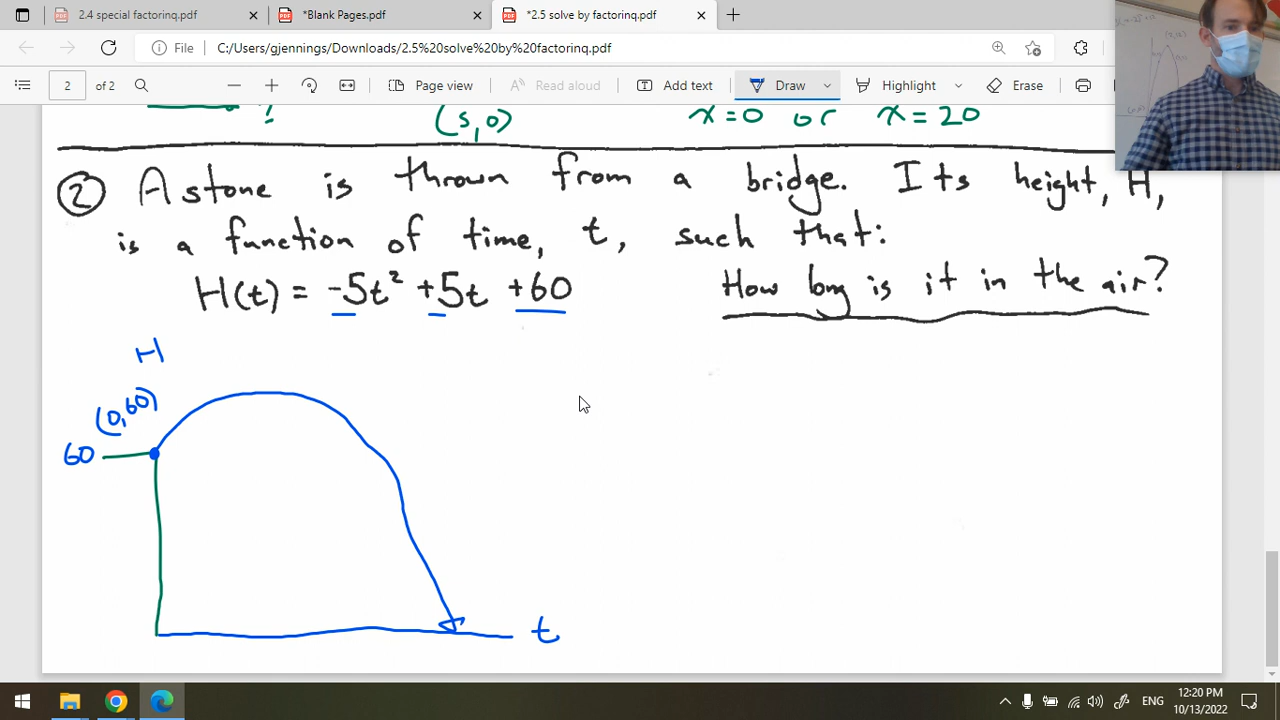 2.4 special factoring.pdf
*Blank Pages.pdf
*2.5 solve by factoring.pdf
File
C:/Users/gjennings/Downloads/2.5%20solve%20by%20factoring.pdf
2 of 2
Page view
Read aloud
Add text
Draw
Highlight
Erase
?
(5,0)
x=0 or x=20
② A stone is thrown from a bridge. Its height, H,
is a function of time, t, such that:
H(t) = -5t² +5t +60
How long is it in the air?
H
(0,60)
60
t
ENG
12:20 PM
10/13/2022